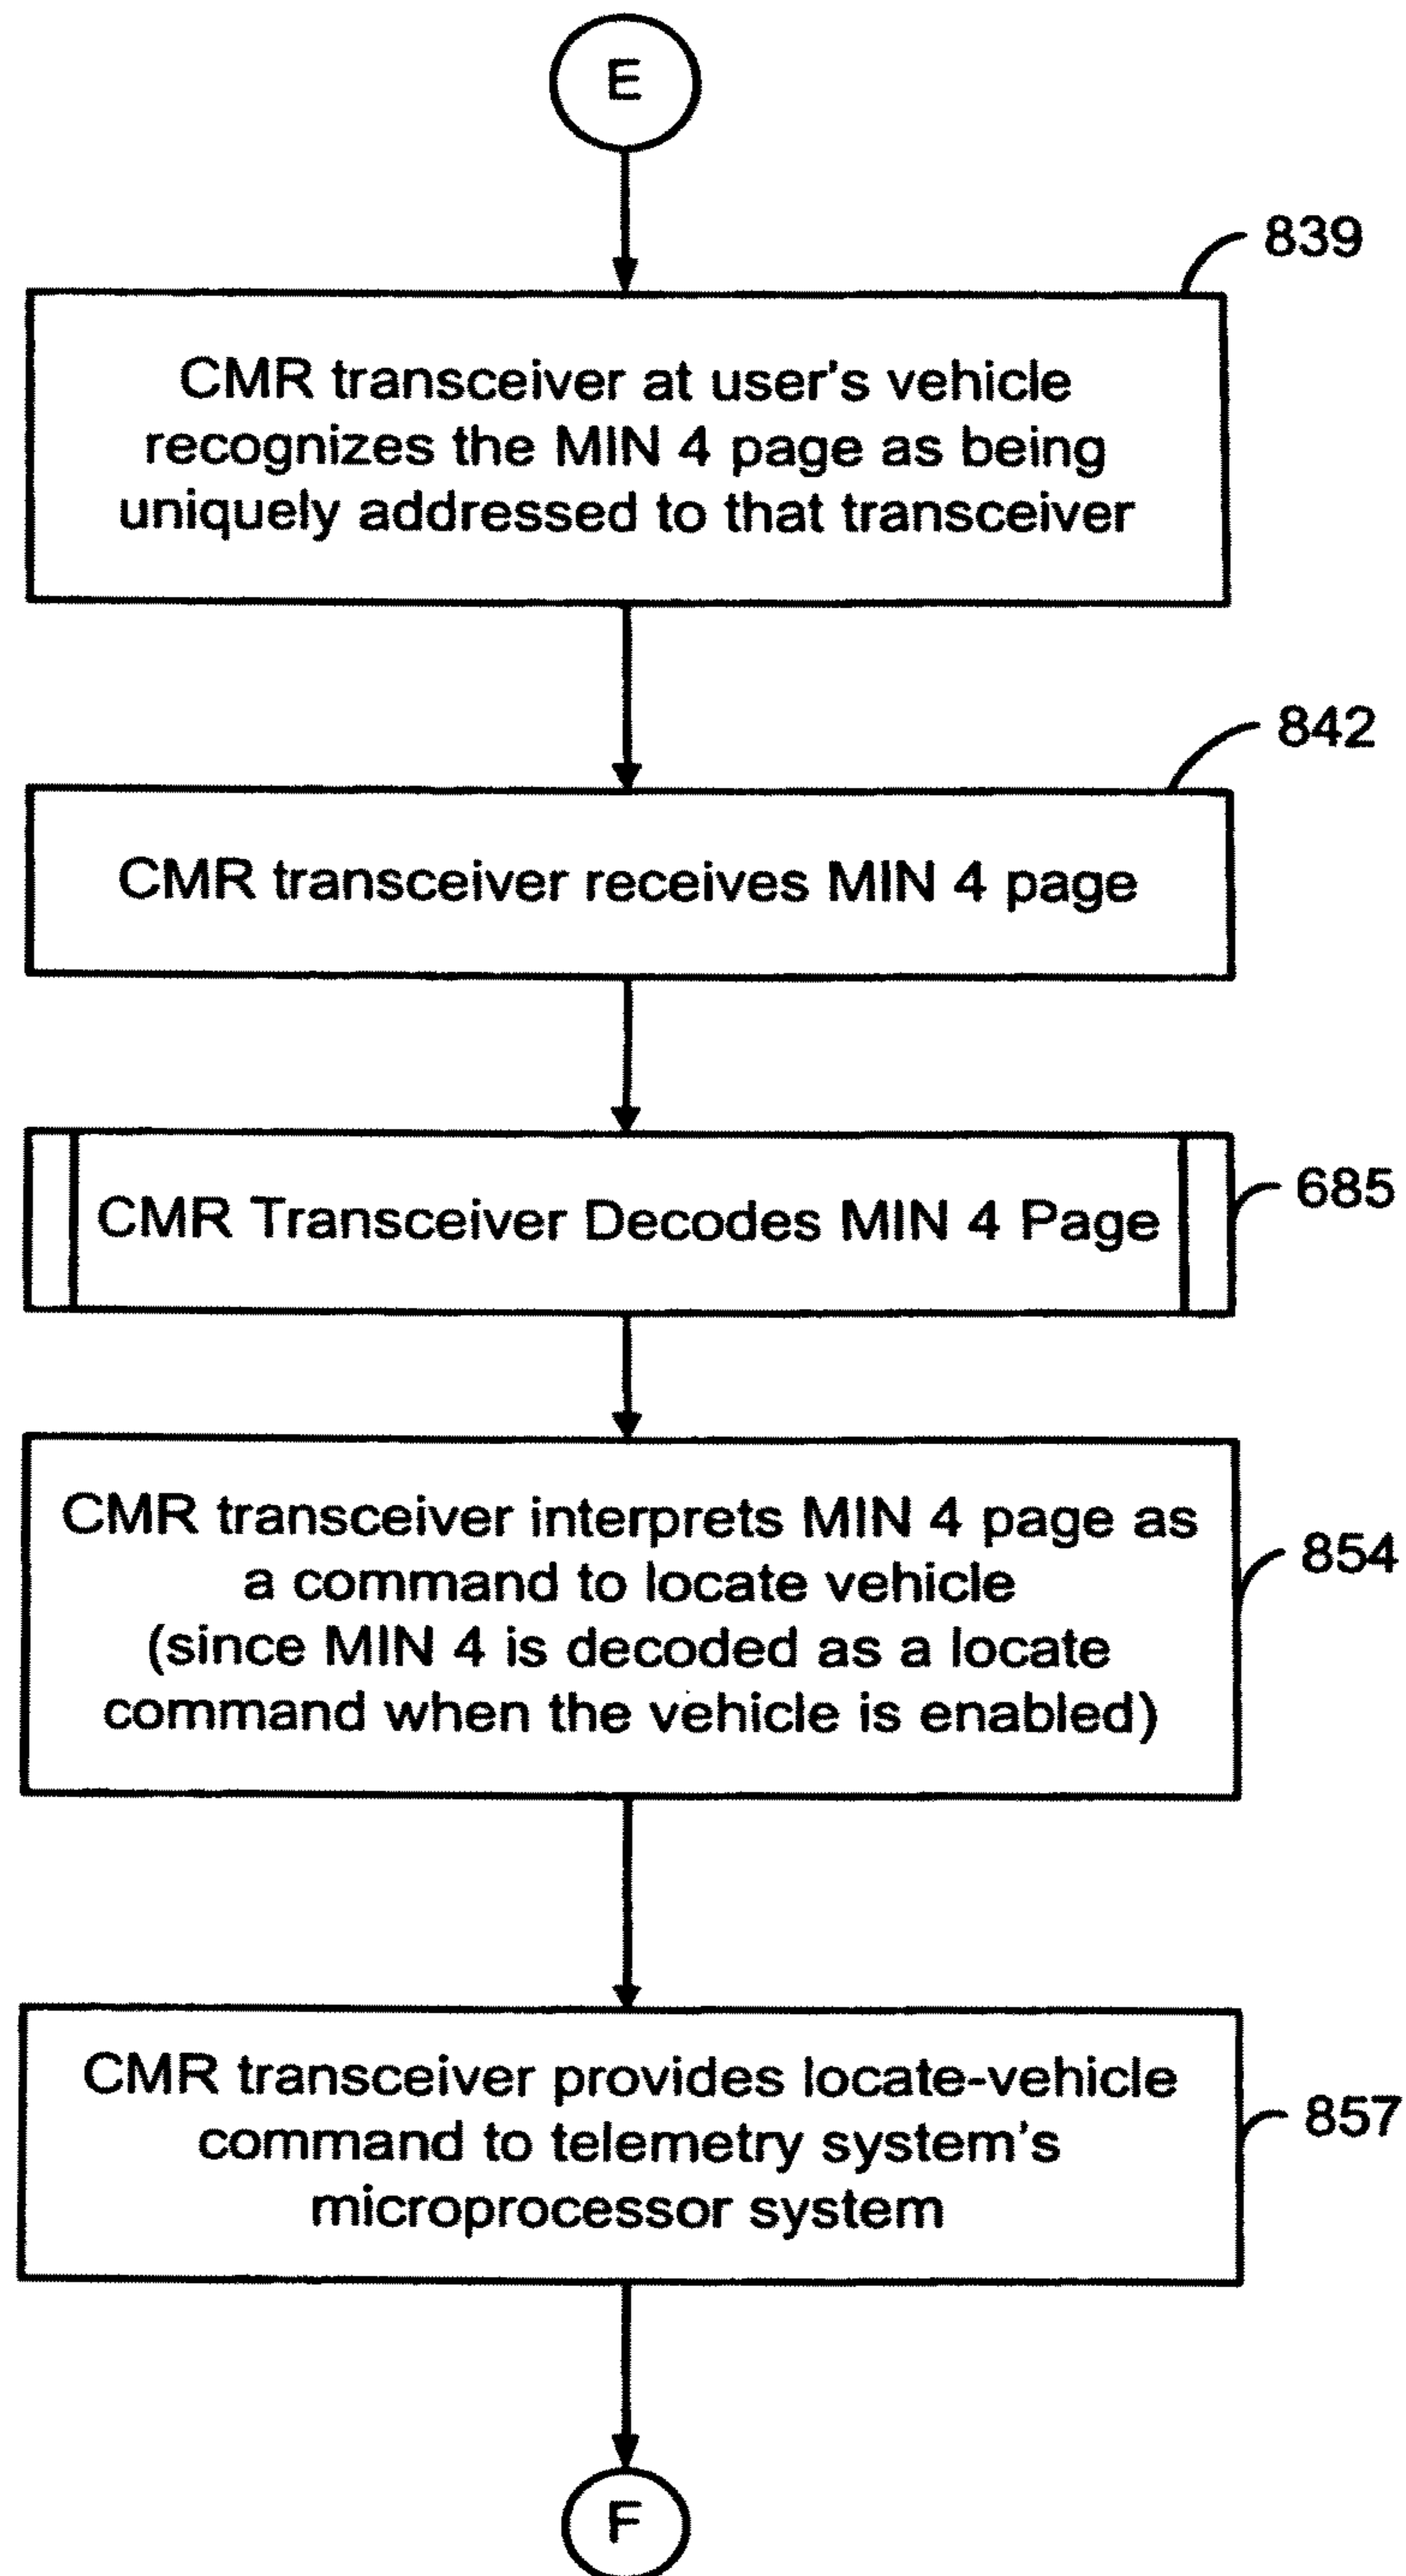 E
839
CMR transceiver at user's vehicle
recognizes the MIN 4 page as being
uniquely addressed to that transceiver
842
CMR transceiver receives MIN 4 page
CMR Transceiver Decodes MIN 4 Page
685
CMR transceiver interprets MIN 4 page as
a command to locate vehicle
(since MIN 4 is decoded as a locate
command when the vehicle is enabled)
854
CMR transceiver provides locate-vehicle
command to telemetry system's
microprocessor system
857
F